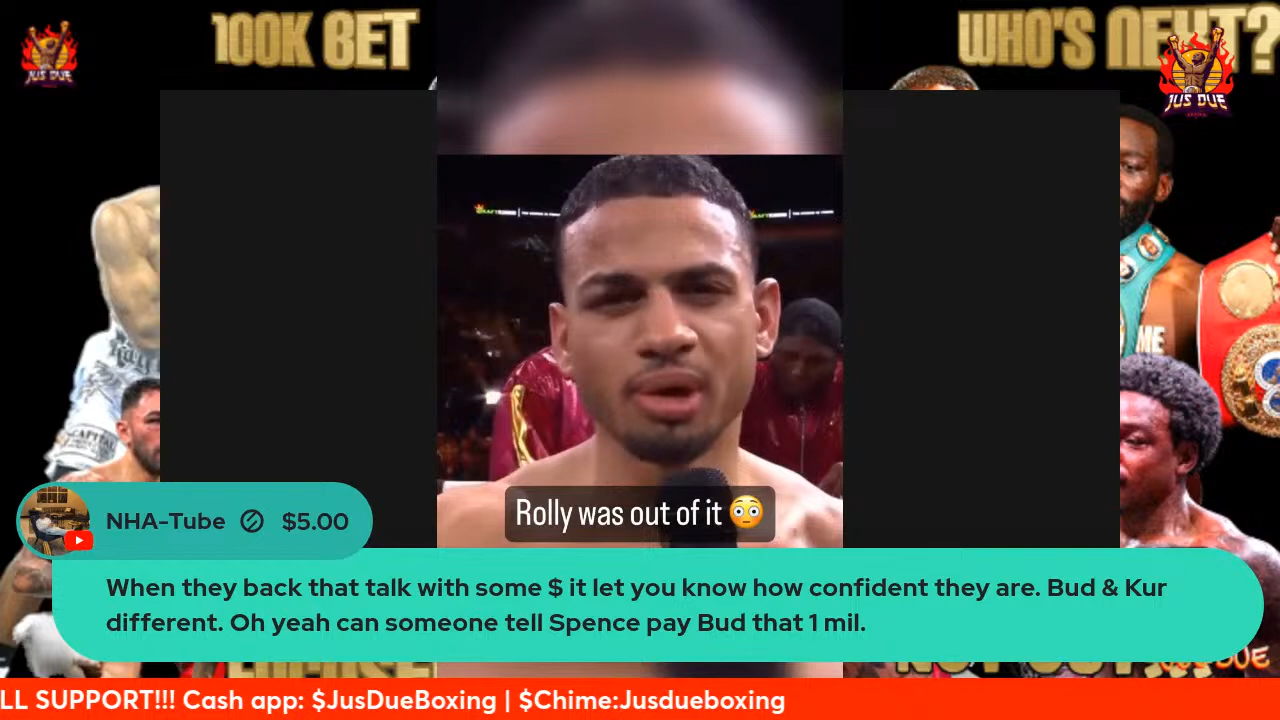 100K BET
WHO'S NEXT?
JUS DUE
JUS DUE
Rolly was out of it 😳
NHA-Tube $5.00
When they back that talk with some $ it let you know how confident they are. Bud & Kur
different. Oh yeah can someone tell Spence pay Bud that 1 mil.
LL SUPPORT!!! Cash app: $JusDueBoxing | $Chime:Jusdueboxing